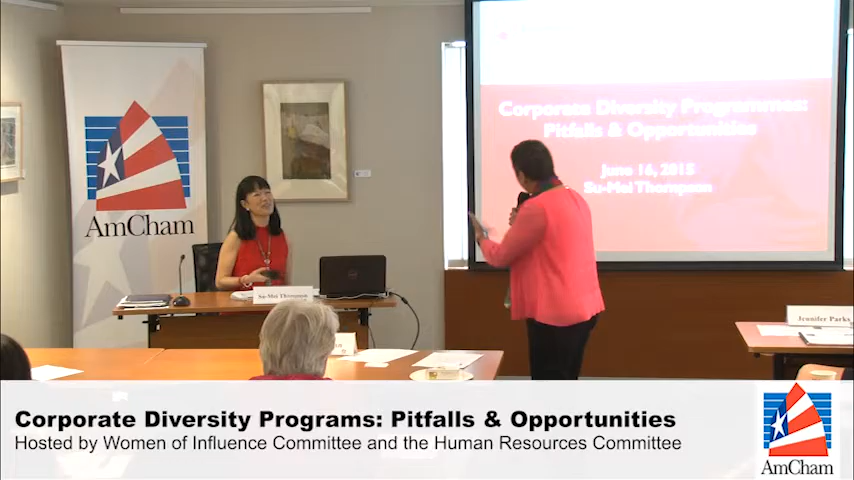 AmCham
Corporate Diversity Programmes:
Pitfalls & Opportunities
June 16, 2015
Su-Mei Thompson
Su-Mei Thompson
Jennifer Parks
Corporate Diversity Programs: Pitfalls & Opportunities
Hosted by Women of Influence Committee and the Human Resources Committee
AmCham